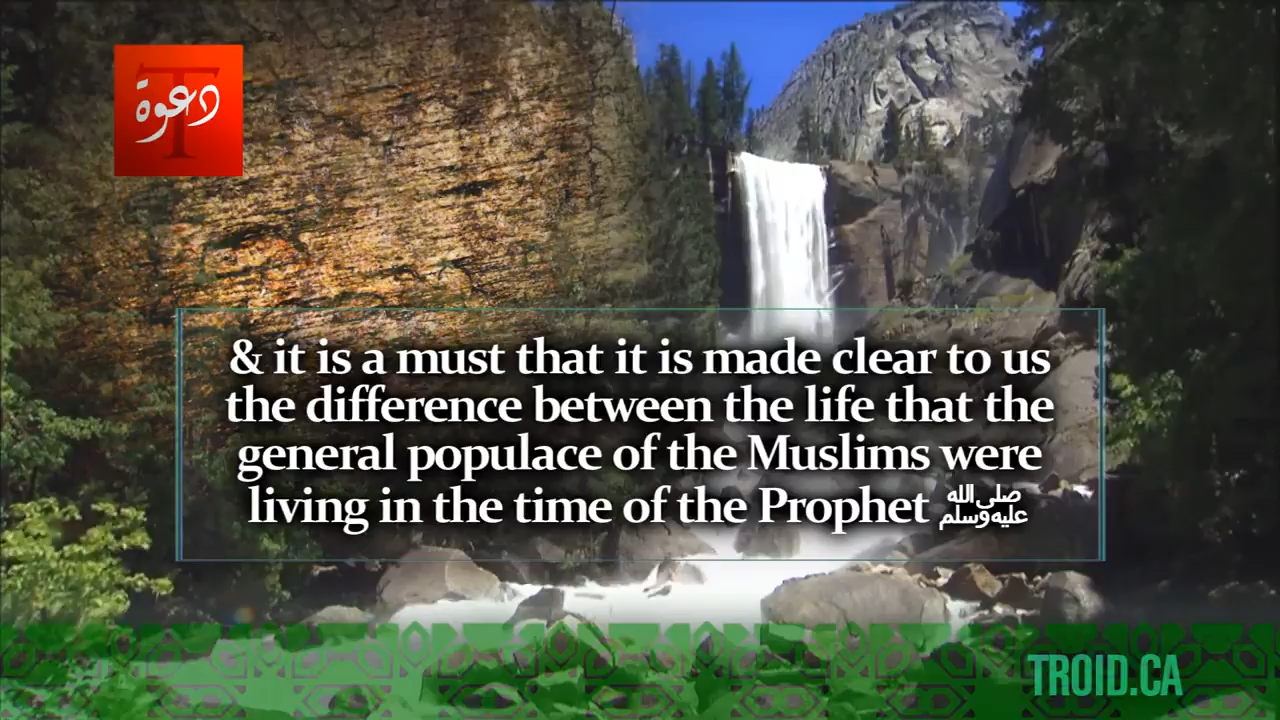 دعوة
T
& it is a must that it is made clear to us
the difference between the life that the
general populace of the Muslims were
living in the time of the Prophet ﷺ
TROID.CA